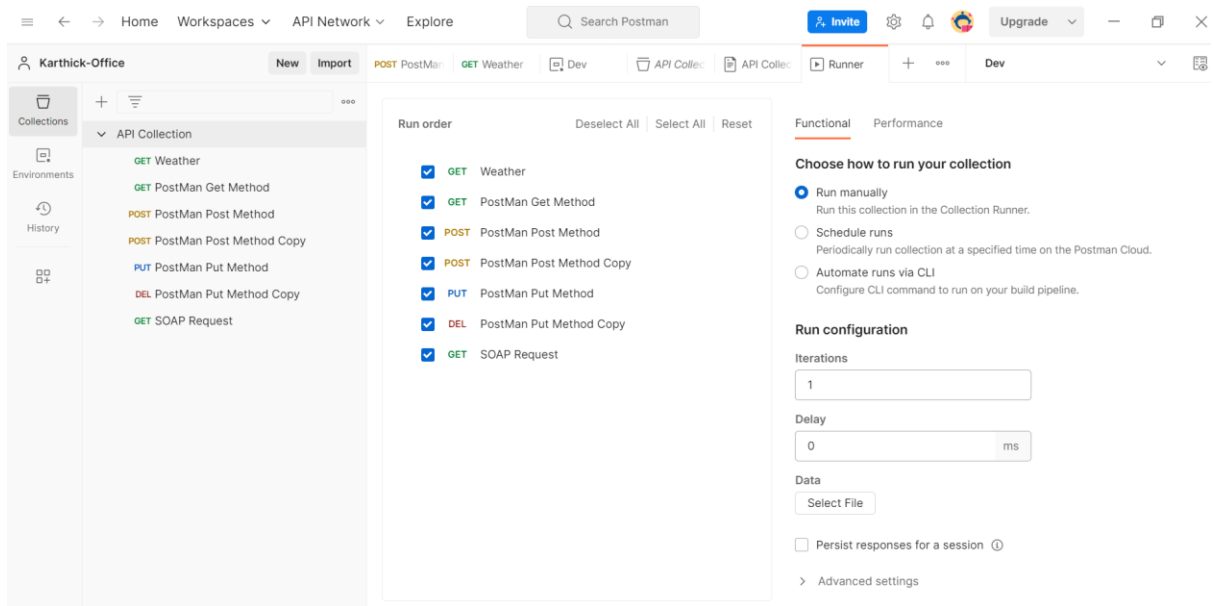 Home Workspaces API Network Explore Search Postman Invite Upgrade
Karthick-Office New Import POST PostMan GET Weather Dev API Collec API Collec Runner Dev
Collections
Environments
History
API Collection
GET Weather
GET PostMan Get Method
POST PostMan Post Method
POST PostMan Post Method Copy
PUT PostMan Put Method
DEL PostMan Put Method Copy
GET SOAP Request
Run order Deselect All Select All Reset
GET Weather
GET PostMan Get Method
POST PostMan Post Method
POST PostMan Post Method Copy
PUT PostMan Put Method
DEL PostMan Put Method Copy
GET SOAP Request
Functional Performance
Choose how to run your collection
Run manually
Run this collection in the Collection Runner.
Schedule runs
Periodically run collection at a specified time on the Postman Cloud.
Automate runs via CLI
Configure CLI command to run on your build pipeline.
Run configuration
Iterations
1
Delay
0 ms
Data
Select File
Persist responses for a session
Advanced settings